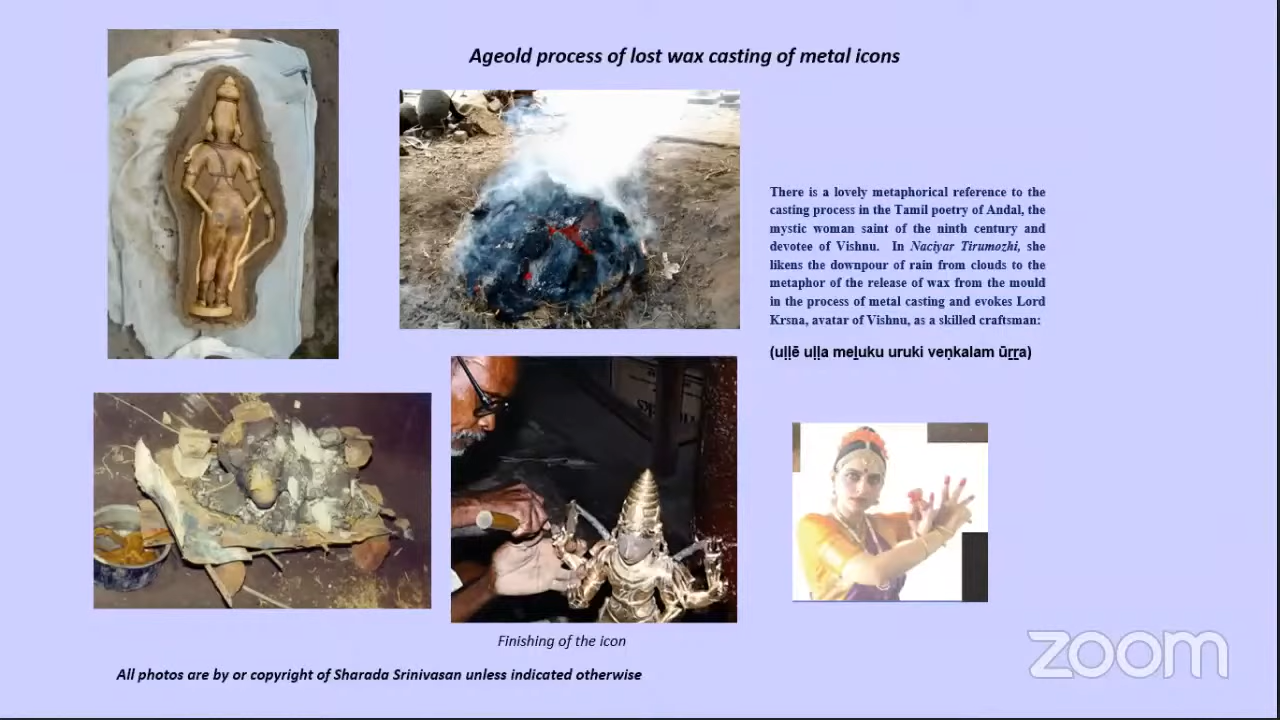 Ageold process of lost wax casting of metal icons
There is a lovely metaphorical reference to the
casting process in the Tamil poetry of Andal, the
mystic woman saint of the ninth century and
devotee of Vishnu. In Naciyar Tirumozhi, she
likens the downpour of rain from clouds to the
metaphor of the release of wax from the mould
in the process of metal casting and evokes Lord
Krsna, avatar of Vishnu, as a skilled craftsman:
(uḷḷē uḷḷa meḻuku uruki veṇkalam ūṟṟa)
Finishing of the icon
All photos are by or copyright of Sharada Srinivasan unless indicated otherwise
zoom